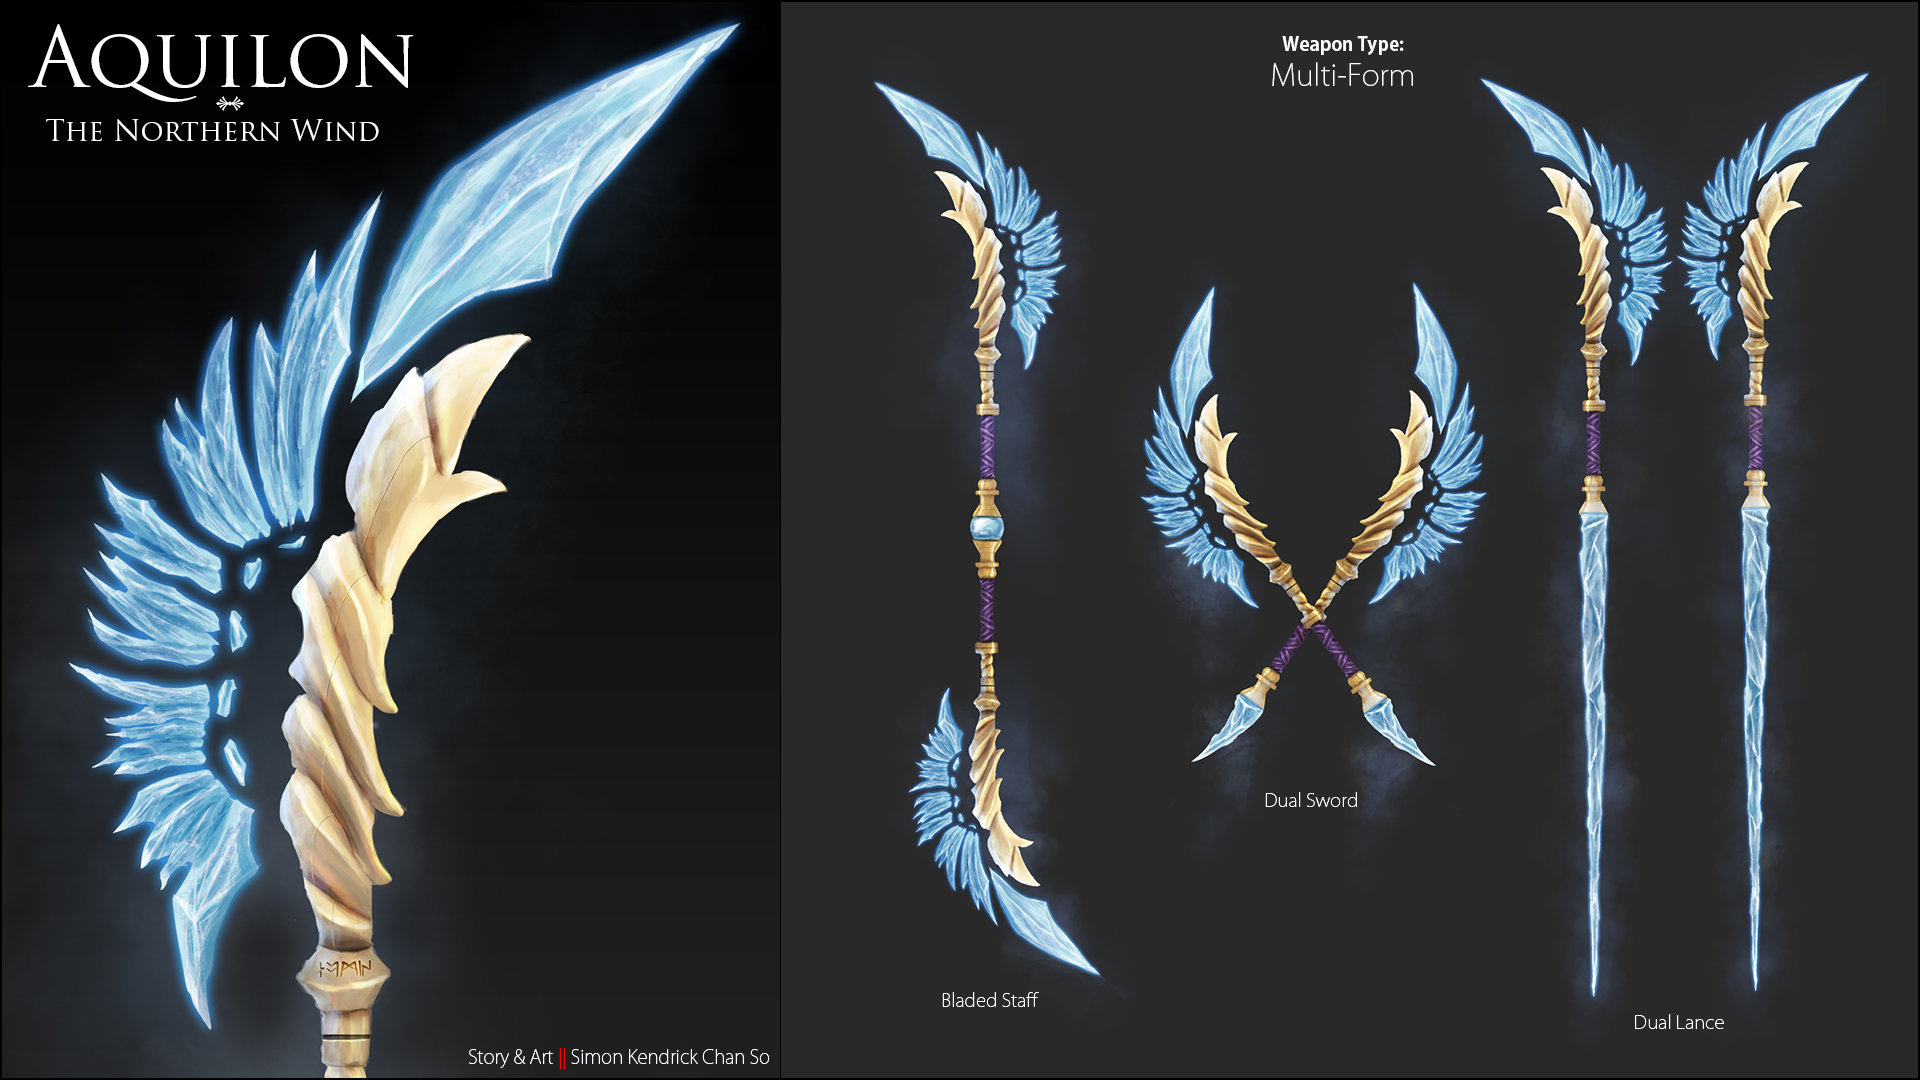 AQUILON
THE NORTHERN WIND
Story & Art || Simon Kendrick Chan So
Weapon Type:
Multi-Form
Bladed Staff
Dual Sword
Dual Lance